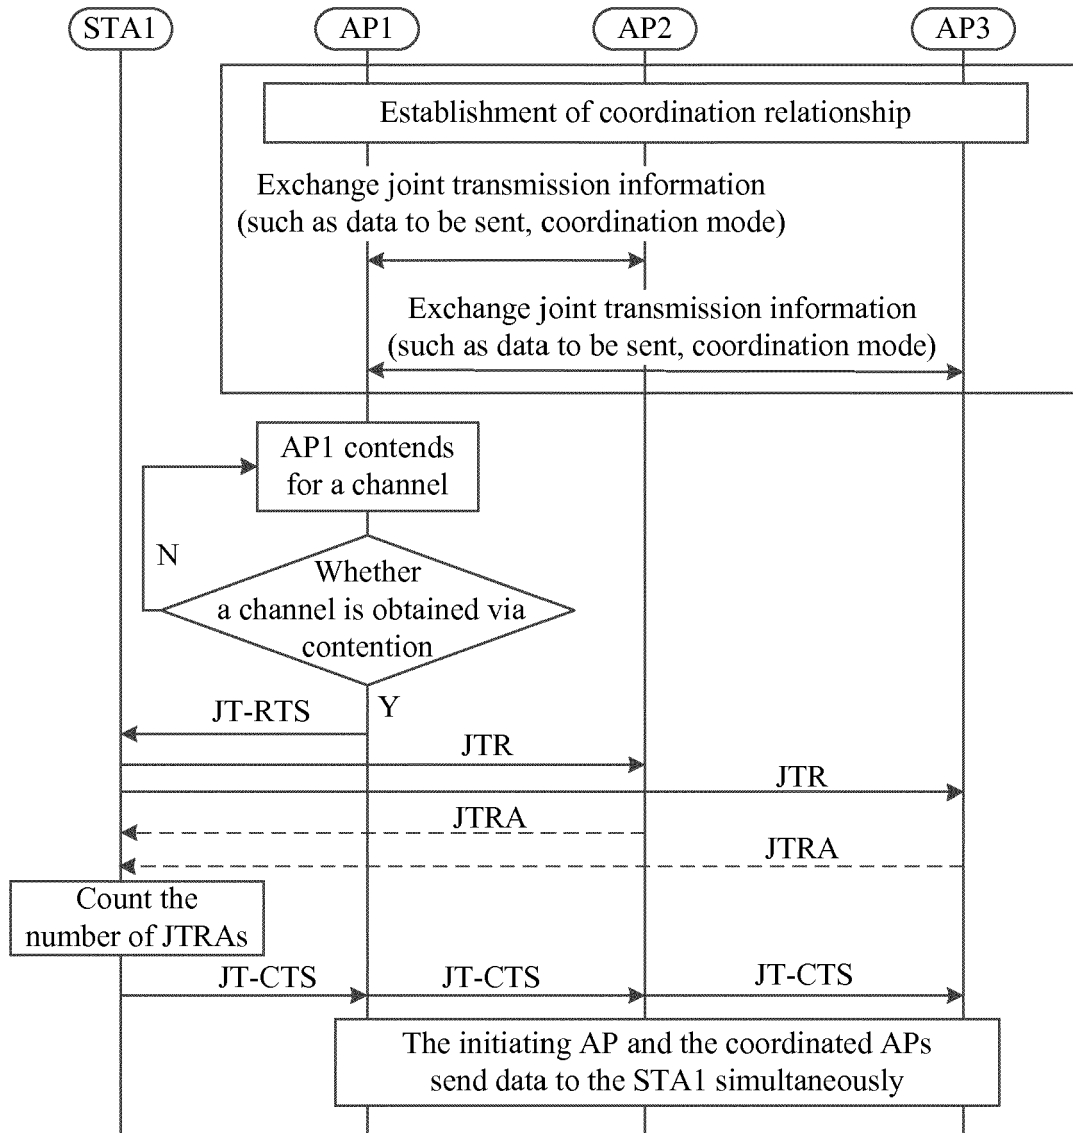 STA1
AP1
AP2
AP3
Establishment of coordination relationship
Exchange joint transmission information
(such as data to be sent, coordination mode)
Exchange joint transmission information
(such as data to be sent, coordination mode)
AP1 contends
for a channel
N
Whether
a channel is obtained via
contention
Y
JT-RTS
JTR
JTR
JTRA
JTRA
Count the
number of JTRAs
JT-CTS
JT-CTS
JT-CTS
The initiating AP and the coordinated APs
send data to the STA1 simultaneously